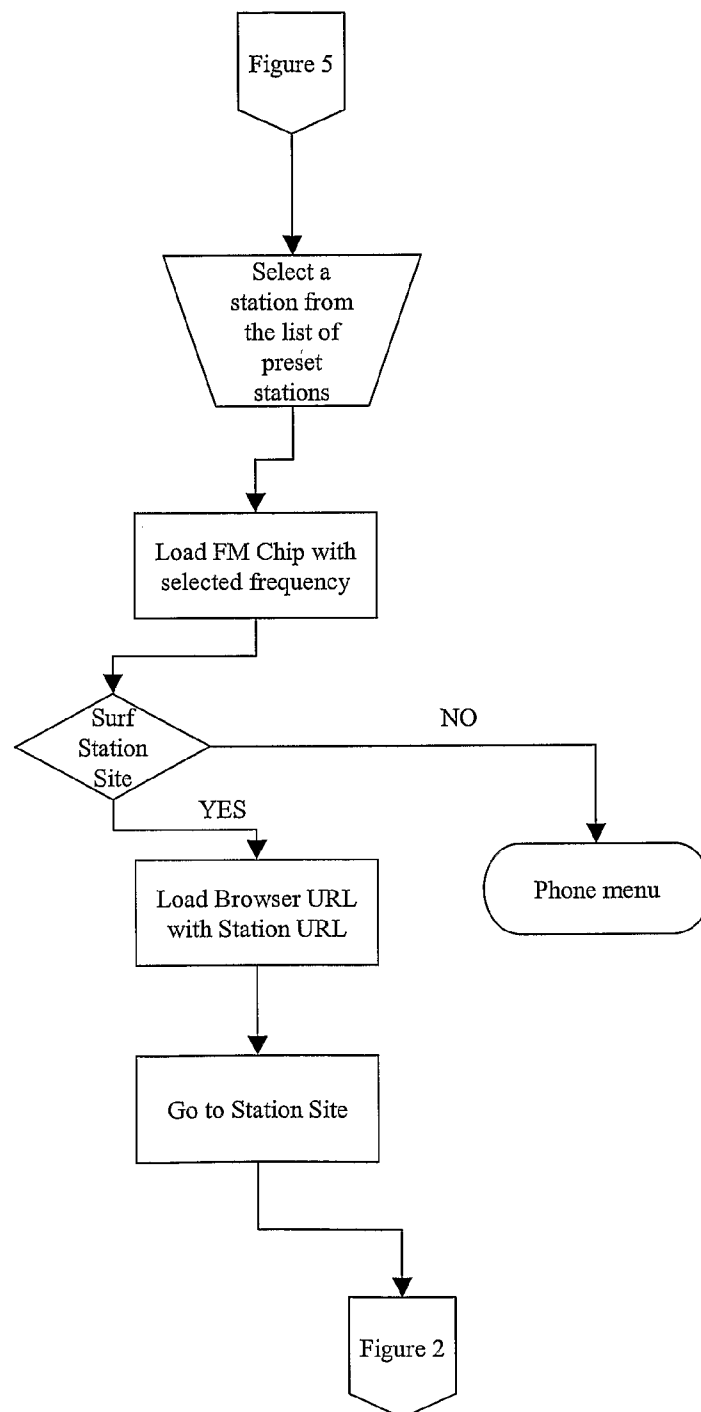 Figure 5
Select a
station from
the list of
preset
stations
Load FM Chip with
selected frequency
Surf
Station
Site
NO
YES
Load Browser URL
with Station URL
Phone menu
Go to Station Site
Figure 2